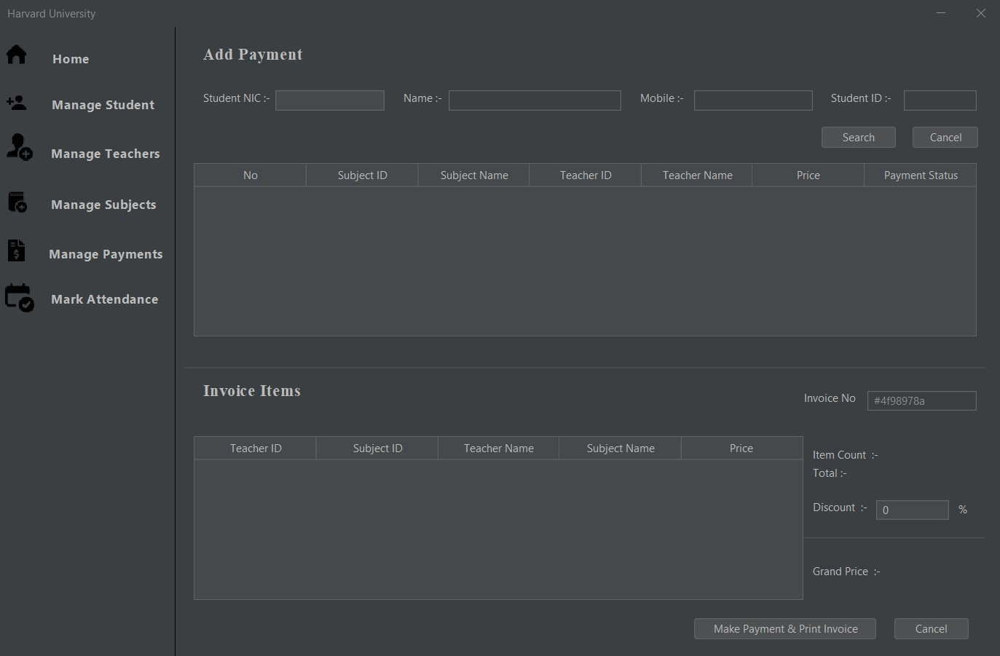 Harvard University
Home
Manage Student
Manage Teachers
Manage Subjects
Manage Payments
Mark Attendance
Add Payment
Student NIC :- Name :- Mobile :- Student ID :-
Search Cancel
No Subject ID Subject Name Teacher ID Teacher Name Price Payment Status
Invoice Items
Invoice No #4f98978a
Teacher ID Subject ID Teacher Name Subject Name Price
Item Count :-
Total :-
Discount :- 0 %
Grand Price :-
Make Payment & Print Invoice Cancel